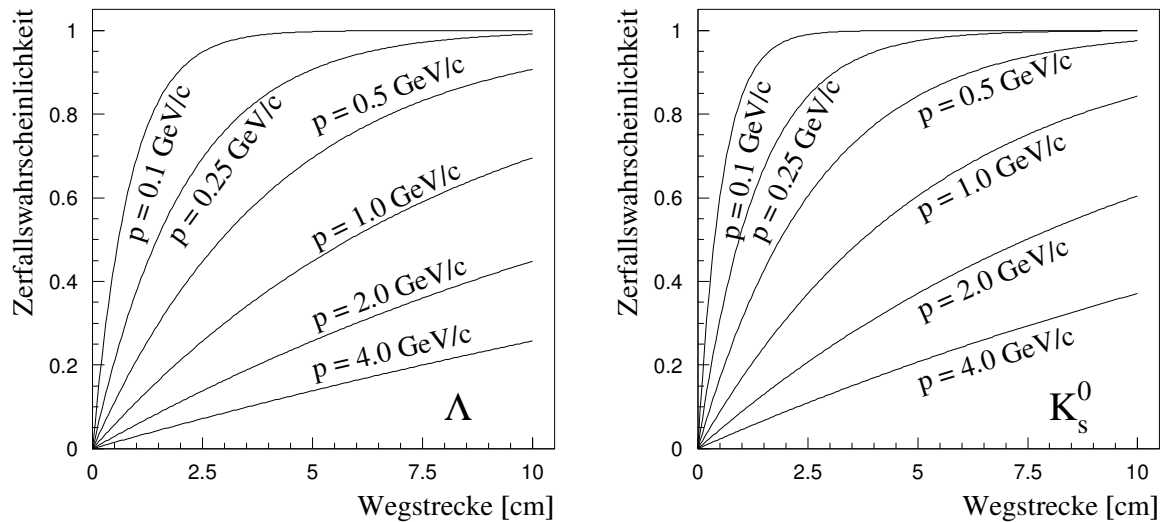 Zerfallswahrscheinlichkeit
1
0.8
0.6
0.4
0.2
0
0
2.5
5
7.5
10
Wegstrecke [cm]
p = 0.1 GeV/c
p = 0.25 GeV/c
p = 0.5 GeV/c
p = 1.0 GeV/c
p = 2.0 GeV/c
p = 4.0 GeV/c
Λ
Zerfallswahrscheinlichkeit
1
0.8
0.6
0.4
0.2
0
0
2.5
5
7.5
10
Wegstrecke [cm]
p = 0.1 GeV/c
p = 0.25 GeV/c
p = 0.5 GeV/c
p = 1.0 GeV/c
p = 2.0 GeV/c
p = 4.0 GeV/c
K⁰ₛ